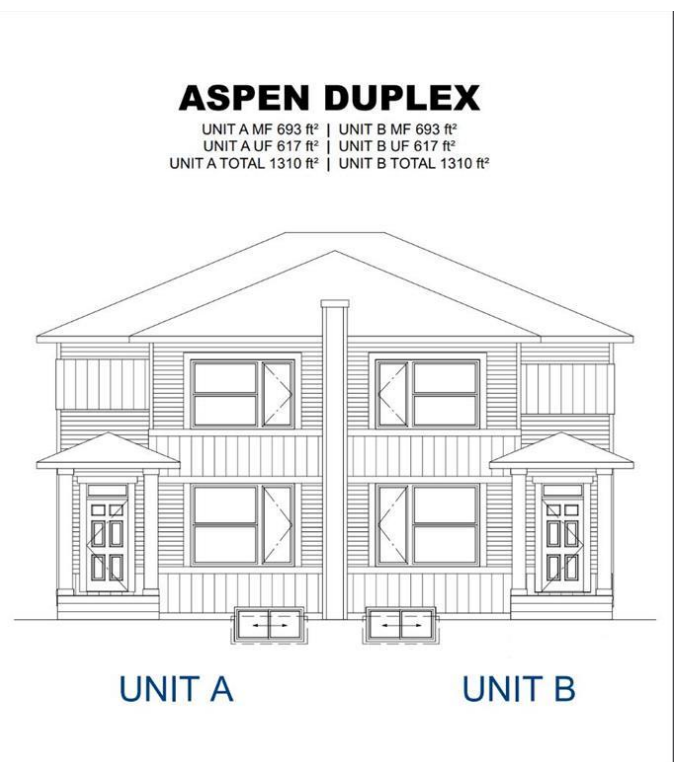 ASPEN DUPLEX
UNIT A MF 693 ft² | UNIT B MF 693 ft²
UNIT A UF 617 ft² | UNIT B UF 617 ft²
UNIT A TOTAL 1310 ft² | UNIT B TOTAL 1310 ft²
UNIT A
UNIT B